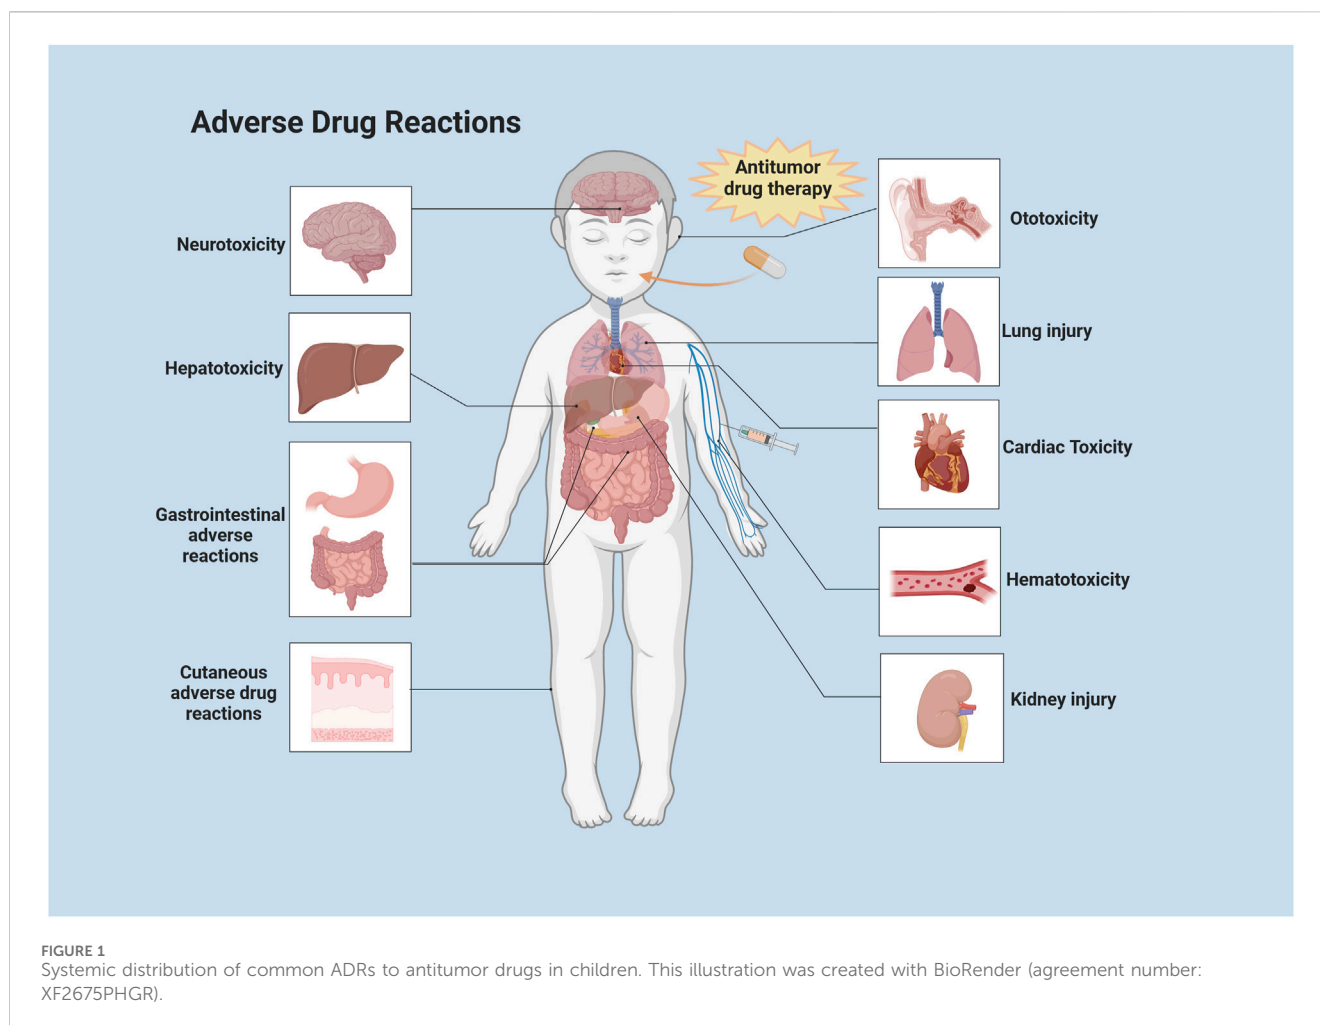 Adverse Drug Reactions
Antitumor
drug therapy
Neurotoxicity
Hepatotoxicity
Gastrointestinal
adverse
reactions
Cutaneous
adverse drug
reactions
Ototoxicity
Lung injury
Cardiac Toxicity
Hematotoxicity
Kidney injury
FIGURE 1
Systemic distribution of common ADRs to antitumor drugs in children. This illustration was created with BioRender (agreement number:
XF2675PHGR).